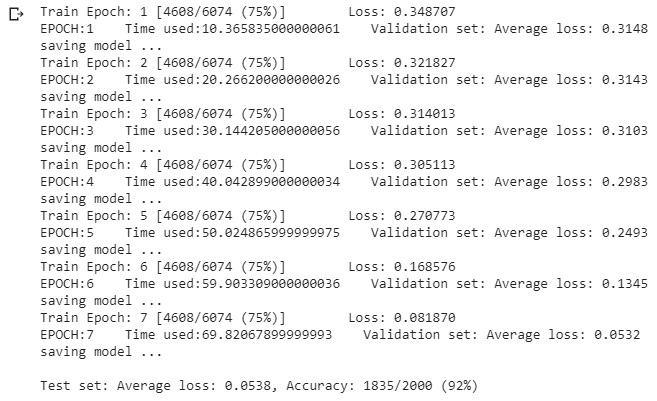 Train Epoch: 1 [4608/6074 (75%)] Loss: 0.348707
EPOCH:1 Time used:10.365835000000061 Validation set: Average loss: 0.3148
saving model ...
Train Epoch: 2 [4608/6074 (75%)] Loss: 0.321827
EPOCH:2 Time used:20.266200000000026 Validation set: Average loss: 0.3143
saving model ...
Train Epoch: 3 [4608/6074 (75%)] Loss: 0.314013
EPOCH:3 Time used:30.144205000000056 Validation set: Average loss: 0.3103
saving model ...
Train Epoch: 4 [4608/6074 (75%)] Loss: 0.305113
EPOCH:4 Time used:40.042899000000034 Validation set: Average loss: 0.2983
saving model ...
Train Epoch: 5 [4608/6074 (75%)] Loss: 0.270773
EPOCH:5 Time used:50.024865999999975 Validation set: Average loss: 0.2493
saving model ...
Train Epoch: 6 [4608/6074 (75%)] Loss: 0.168576
EPOCH:6 Time used:59.903309000000036 Validation set: Average loss: 0.1345
saving model ...
Train Epoch: 7 [4608/6074 (75%)] Loss: 0.081870
EPOCH:7 Time used:69.82067899999993 Validation set: Average loss: 0.0532
saving model ...
Test set: Average loss: 0.0538, Accuracy: 1835/2000 (92%)